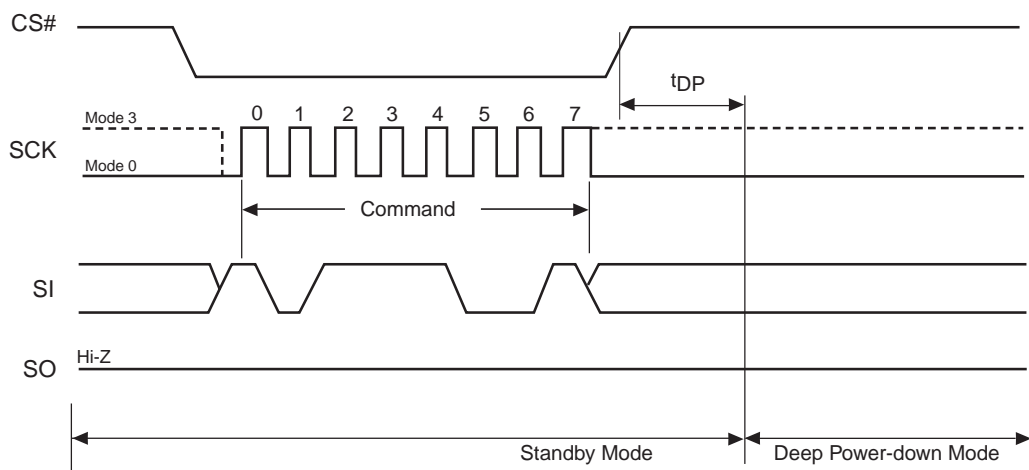 CS#
tDP
Mode 3
0 1 2 3 4 5 6 7
SCK
Mode 0
Command
SI
Hi-Z
SO
Standby Mode
Deep Power-down Mode